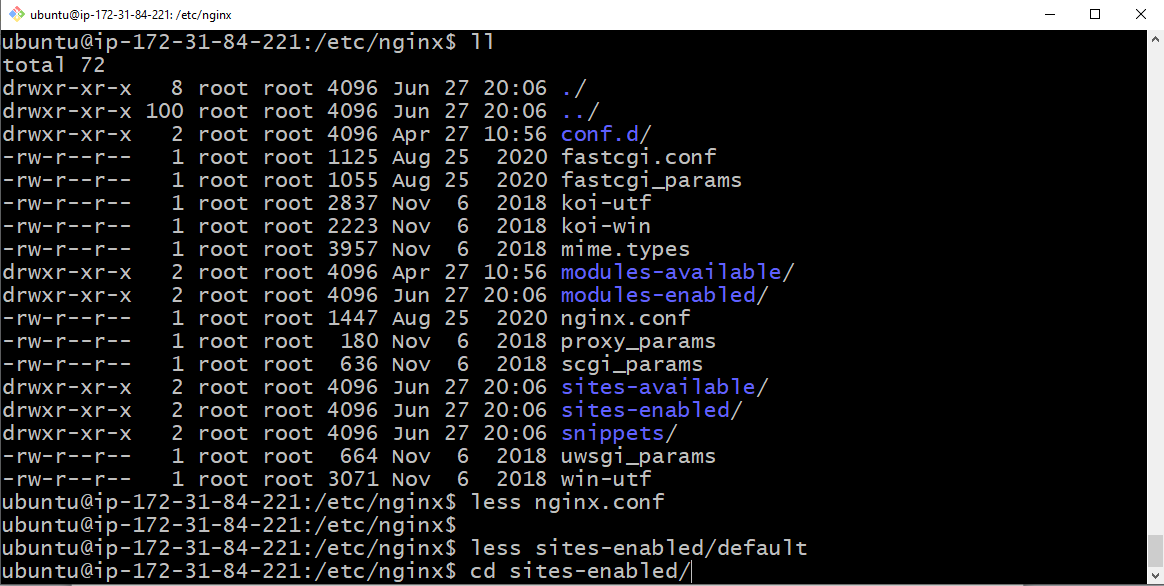 ubuntu@ip-172-31-84-221: /etc/nginx
ubuntu@ip-172-31-84-221:/etc/nginx$ ll
total 72
drwxr-xr-x   8 root root 4096 Jun 27 20:06 ./
drwxr-xr-x 100 root root 4096 Jun 27 20:06 ../
drwxr-xr-x   2 root root 4096 Apr 27 10:56 conf.d/
-rw-r--r--   1 root root 1125 Aug 25  2020 fastcgi.conf
-rw-r--r--   1 root root 1055 Aug 25  2020 fastcgi_params
-rw-r--r--   1 root root 2837 Nov  6  2018 koi-utf
-rw-r--r--   1 root root 2223 Nov  6  2018 koi-win
-rw-r--r--   1 root root 3957 Nov  6  2018 mime.types
drwxr-xr-x   2 root root 4096 Apr 27 10:56 modules-available/
drwxr-xr-x   2 root root 4096 Jun 27 20:06 modules-enabled/
-rw-r--r--   1 root root 1447 Aug 25  2020 nginx.conf
-rw-r--r--   1 root root  180 Nov  6  2018 proxy_params
-rw-r--r--   1 root root  636 Nov  6  2018 scgi_params
drwxr-xr-x   2 root root 4096 Jun 27 20:06 sites-available/
drwxr-xr-x   2 root root 4096 Jun 27 20:06 sites-enabled/
drwxr-xr-x   2 root root 4096 Jun 27 20:06 snippets/
-rw-r--r--   1 root root  664 Nov  6  2018 uwsgi_params
-rw-r--r--   1 root root 3071 Nov  6  2018 win-utf
ubuntu@ip-172-31-84-221:/etc/nginx$ less nginx.conf
ubuntu@ip-172-31-84-221:/etc/nginx$
ubuntu@ip-172-31-84-221:/etc/nginx$ less sites-enabled/default
ubuntu@ip-172-31-84-221:/etc/nginx$ cd sites-enabled/